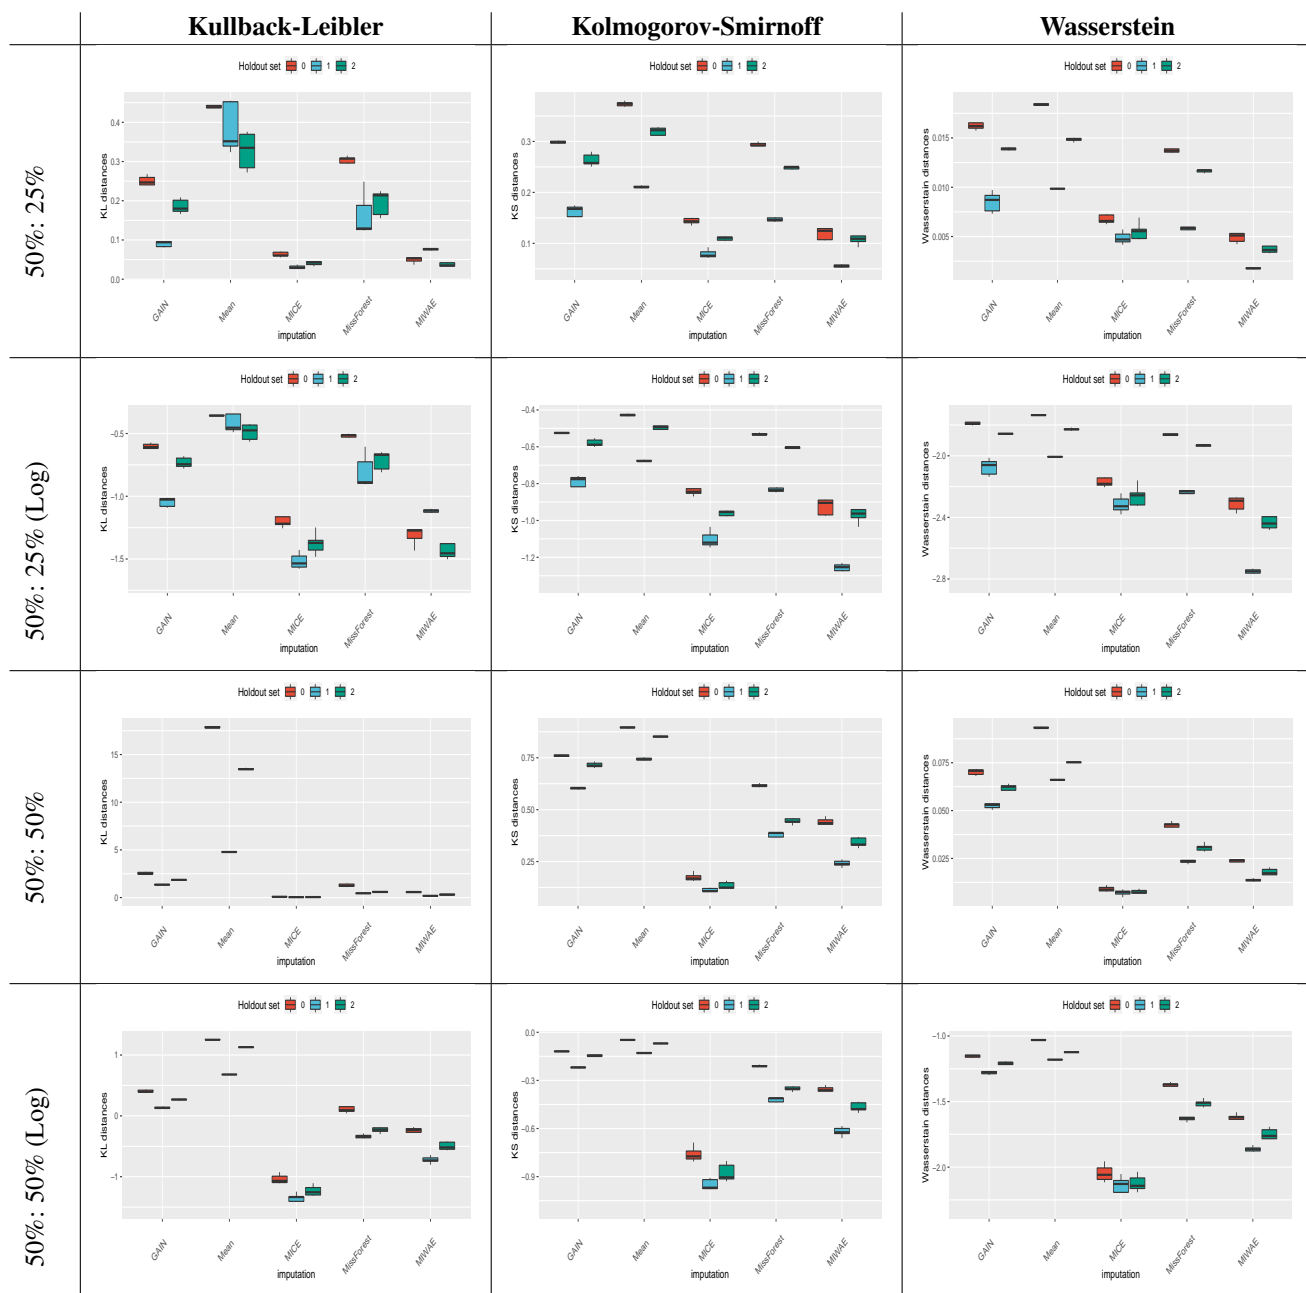 Kullback-Leibler Kolmogorov-Smirnoff Wasserstein
50%: 25%
Holdout set 0 1 2
KL distances
0.4
0.3
0.2
0.1
0.0
GAIN Mean MICE MissForest MIWAE
imputation
Holdout set 0 1 2
KS distances
0.3
0.2
0.1
GAIN Mean MICE MissForest MIWAE
imputation
Holdout set 0 1 2
Wasserstain distances
0.015
0.010
0.005
GAIN Mean MICE MissForest MIWAE
imputation
50%: 25% (Log)
Holdout set 0 1 2
KL distances
−0.5
−1.0
−1.5
GAIN Mean MICE MissForest MIWAE
imputation
Holdout set 0 1 2
KS distances
−0.4
−0.6
−0.8
−1.0
−1.2
GAIN Mean MICE MissForest MIWAE
imputation
Holdout set 0 1 2
Wasserstain distances
−2.0
−2.4
−2.8
GAIN Mean MICE MissForest MIWAE
imputation
50%: 50%
Holdout set 0 1 2
KL distances
15
10
5
0
GAIN Mean MICE MissForest MIWAE
imputation
Holdout set 0 1 2
KS distances
0.75
0.50
0.25
GAIN Mean MICE MissForest MIWAE
imputation
Holdout set 0 1 2
Wasserstain distances
0.075
0.050
0.025
GAIN Mean MICE MissForest MIWAE
imputation
50%: 50% (Log)
Holdout set 0 1 2
KL distances
1
0
−1
GAIN Mean MICE MissForest MIWAE
imputation
Holdout set 0 1 2
KS distances
0.0
−0.3
−0.6
−0.9
GAIN Mean MICE MissForest MIWAE
imputation
Holdout set 0 1 2
Wasserstain distances
−1.0
−1.5
−2.0
GAIN Mean MICE MissForest MIWAE
imputation